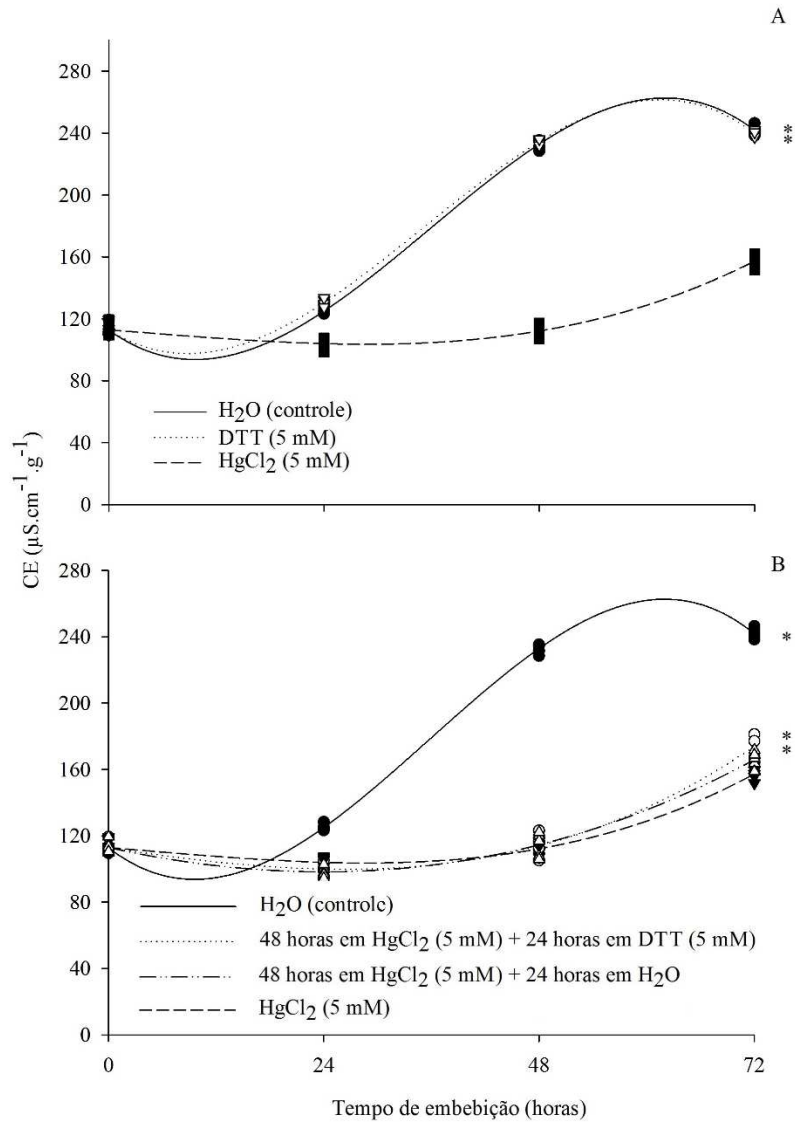 A
280
240
200
160
120
80
40
0
*
*
H2O (controle)
DTT (5 mM)
HgCl2 (5 mM)
CE (µS.cm-1.g-1)
B
280
240
200
160
120
80
40
0
*
*
*
H2O (controlc)
48 horas em HgCl2 (5 mM) + 24 horas em DTT (5 mM)
48 horas em HgCl2 (5 mM) + 24 horas em H2O
HgCl2 (5 mM)
0 24 48 72
Tempo de embebição (horas)